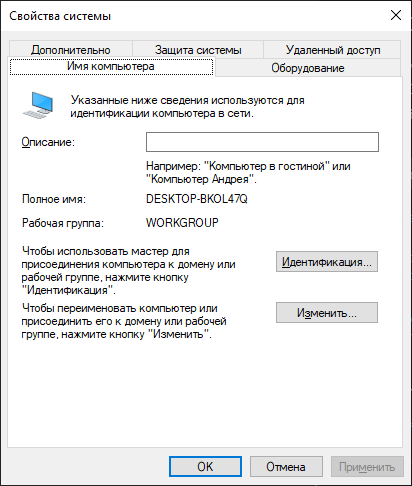 Свойства системы
Дополнительно
Защита системы
Удаленный доступ
Имя компьютера
Оборудование
Указанные ниже сведения используются для
идентификации компьютера в сети.
Описание:
Например: "Компьютер в гостиной" или
"Компьютер Андрея".
Полное имя:
DESKTOP-BKOL47Q
Рабочая группа:
WORKGROUP
Чтобы использовать мастер для
присоединения компьютера к домену или
рабочей группе, нажмите кнопку
"Идентификация".
Идентификация...
Чтобы переименовать компьютер или
присоединить его к домену или рабочей
группе, нажмите кнопку "Изменить".
Изменить...
OK
Отмена
Применить